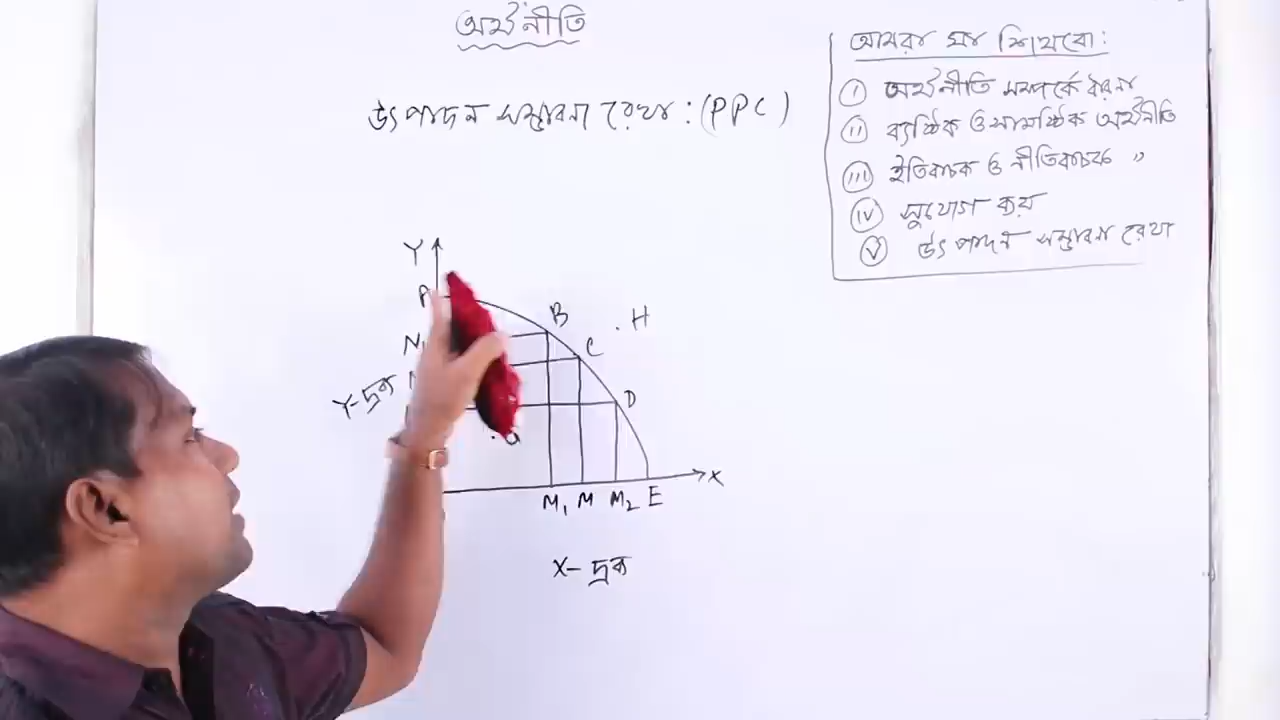 অর্থনীতি
উৎপাদন সম্ভাবনা রেখা : (PPC)
আমরা যা শিখবো :
(i) অর্থনীতি সম্পর্কে ধারনা
(ii) ব্যষ্টিক ও সামষ্টিক অর্থনীতি
(iii) ইতিবাচক ও নীতিবাচক "
(iv) সুযোগ ব্যয়
(v) উৎপাদন সম্ভাবনা রেখা
Y
B
H
C
Y-দ্রব্য
D
X
M₁ M M₂ E
X- দ্রব্য